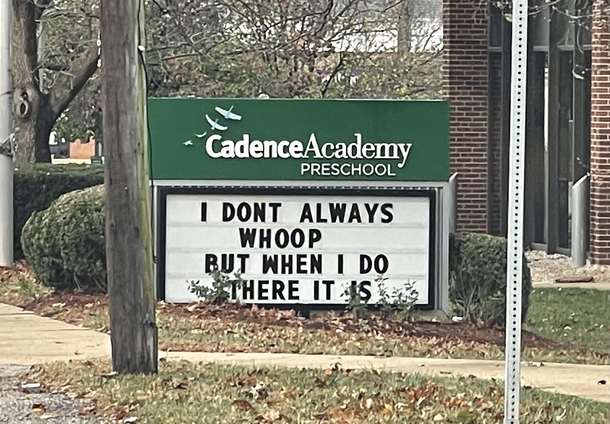 CadenceAcademy
PRESCHOOL
I DONT ALWAYS
WHOOP
BUT WHEN I DO
THERE IT IS